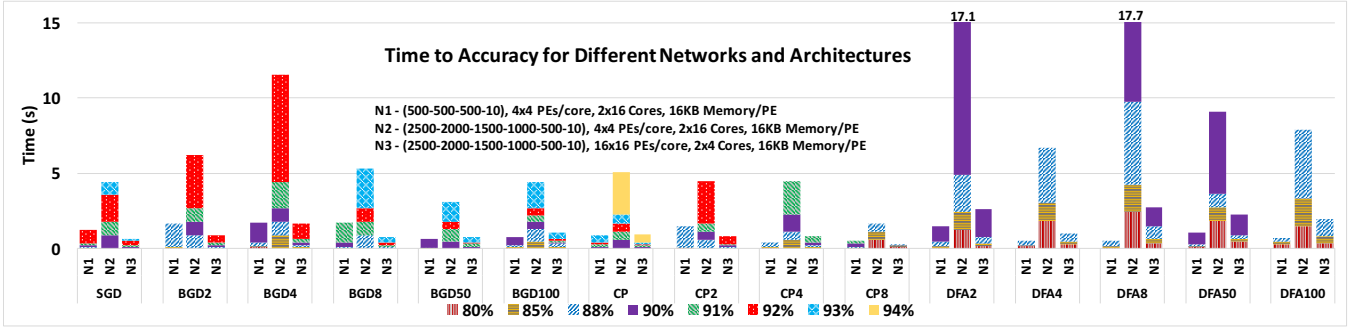 17.1
17.7
15
Time to Accuracy for Different Networks and Architectures
10
N1 - (500-500-500-10), 4x4 PEs/core, 2x16 Cores, 16KB Memory/PE
N2 - (2500-2000-1500-1000-500-10), 4x4 PEs/core, 2x16 Cores, 16KB Memory/PE
N3 - (2500-2000-1500-1000-500-10), 16x16 PEs/core, 2x4 Cores, 16KB Memory/PE
Time (s)
5
0
N1 N2 N3 N1 N2 N3 N1 N2 N3 N1 N2 N3 N1 N2 N3 N1 N2 N3 N1 N2 N3 N1 N2 N3 N1 N2 N3 N1 N2 N3 N1 N2 N3 N1 N2 N3 N1 N2 N3 N1 N2 N3 N1 N2 N3
SGD BGD2 BGD4 BGD8 BGD50 BGD100 CP CP2 CP4 CP8 DFA2 DFA4 DFA8 DFA50 DFA100
80% 85% 88% 90% 91% 92% 93% 94%